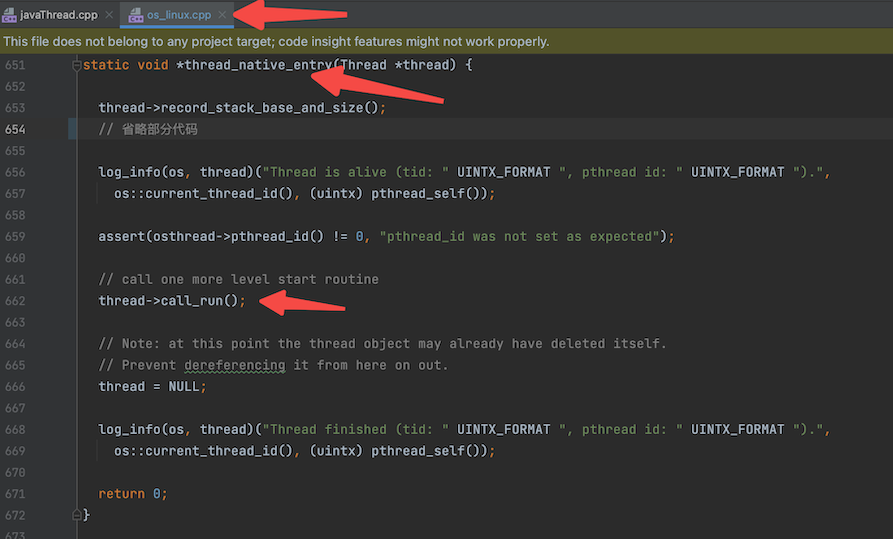 javaThread.cpp × os_linux.cpp ×
This file does not belong to any project target; code insight features might not work properly.
651 static void *thread_native_entry(Thread *thread) {
652
653 thread->record_stack_base_and_size();
654 // 省略部分代码
655
656 log_info(os, thread)("Thread is alive (tid: " UINTX_FORMAT ", pthread id: " UINTX_FORMAT ").",
657 os::current_thread_id(), (uintx) pthread_self());
658
659 assert(osthread->pthread_id() != 0, "pthread_id was not set as expected");
660
661 // call one more level start routine
662 thread->call_run();
663
664 // Note: at this point the thread object may already have deleted itself.
665 // Prevent dereferencing it from here on out.
666 thread = NULL;
667
668 log_info(os, thread)("Thread finished (tid: " UINTX_FORMAT ", pthread id: " UINTX_FORMAT ").",
669 os::current_thread_id(), (uintx) pthread_self());
670
671 return 0;
672 }
673